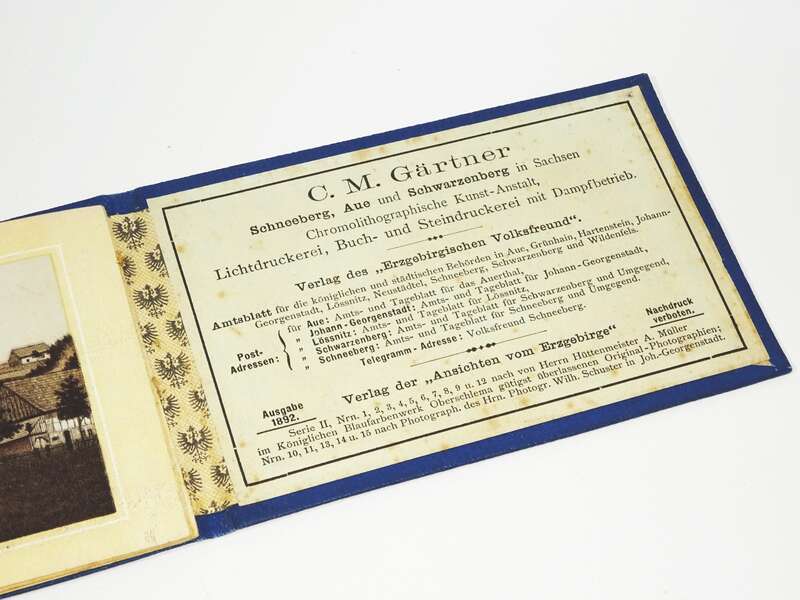 C. M. Gärtner
Schneeberg, Aue und Schwarzenberg in Sachsen
Chromolithographische Kunst-Anstalt,
Lichtdruckerei, Buch- und Steindruckerei mit Dampfbetrieb.
Verlag des „Erzgebirgischen Volksfreund“.
Amtsblatt für die königlichen und städtischen Behörden in Aue, Grünhain, Hartenstein, Johann-
Georgenstadt, Lössnitz, Neustädtel, Schneeberg, Schwarzenberg und Wildenfels.
Post-
Adressen:
für Aue: Amts- und Tageblatt für das Auerthal,
„ Johann-Georgenstadt: Amts- und Tageblatt für Johann-Georgenstadt,
„ Lössnitz: Amts- und Tageblatt für Lössnitz,
„ Schwarzenberg: Amts- und Tageblatt für Schwarzenberg und Umgegend,
„ Schneeberg: Amts- und Tageblatt für Schneeberg und Umgegend.
Telegramm-Adresse: Volksfreund Schneeberg.
Nachdruck
verboten.
Verlag der „Ansichten vom Erzgebirge“
Ausgabe
1892.
Serie II, Nrn. 1, 2, 3, 4, 5, 6, 7, 8, 9 u. 12 nach von Herrn Hüttenmeister A. Müller
im Königlichen Blaufarbenwerk Oberschlema gütigst überlassenen Original-Photographien;
Nrn. 10, 11, 13, 14 u. 15 nach Photograph. des Hrn. Photogr. Wilh. Schuster in Joh.-Georgenstadt.